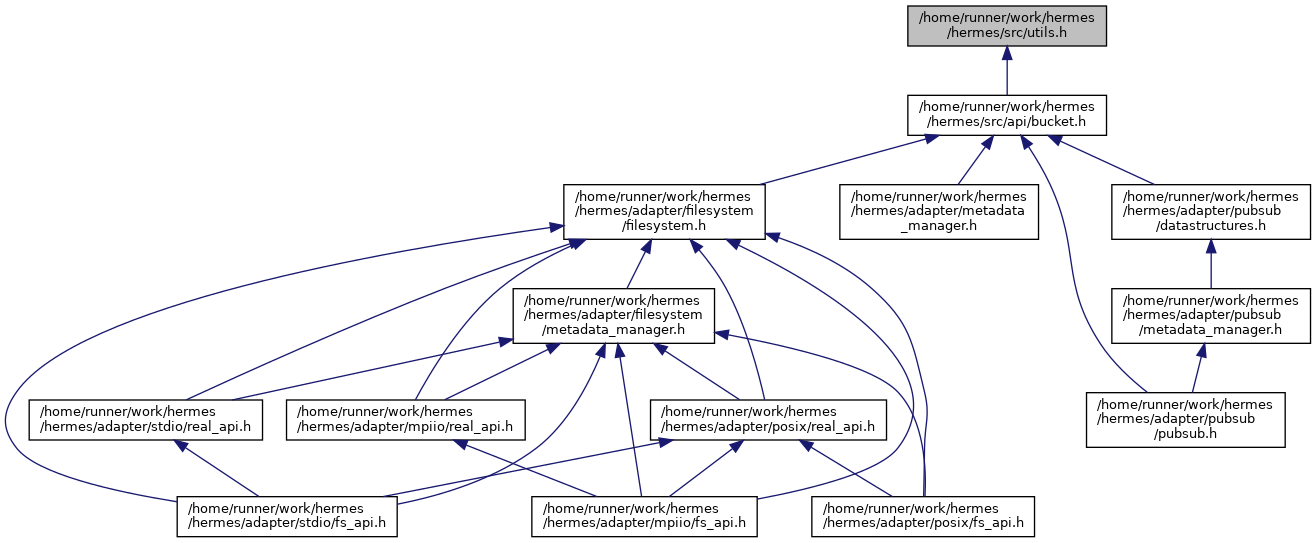 /home/runner/work/hermes
/hermes/src/utils.h
/home/runner/work/hermes
/hermes/src/api/bucket.h
/home/runner/work/hermes
/hermes/adapter/filesystem
/filesystem.h
/home/runner/work/hermes
/hermes/adapter/metadata
_manager.h
/home/runner/work/hermes
/hermes/adapter/pubsub
/datastructures.h
/home/runner/work/hermes
/hermes/adapter/filesystem
/metadata_manager.h
/home/runner/work/hermes
/hermes/adapter/pubsub
/metadata_manager.h
/home/runner/work/hermes
/hermes/adapter/stdio/real_api.h
/home/runner/work/hermes
/hermes/adapter/mpiio/real_api.h
/home/runner/work/hermes
/hermes/adapter/posix/real_api.h
/home/runner/work/hermes
/hermes/adapter/pubsub
/pubsub.h
/home/runner/work/hermes
/hermes/adapter/stdio/fs_api.h
/home/runner/work/hermes
/hermes/adapter/mpiio/fs_api.h
/home/runner/work/hermes
/hermes/adapter/posix/fs_api.h